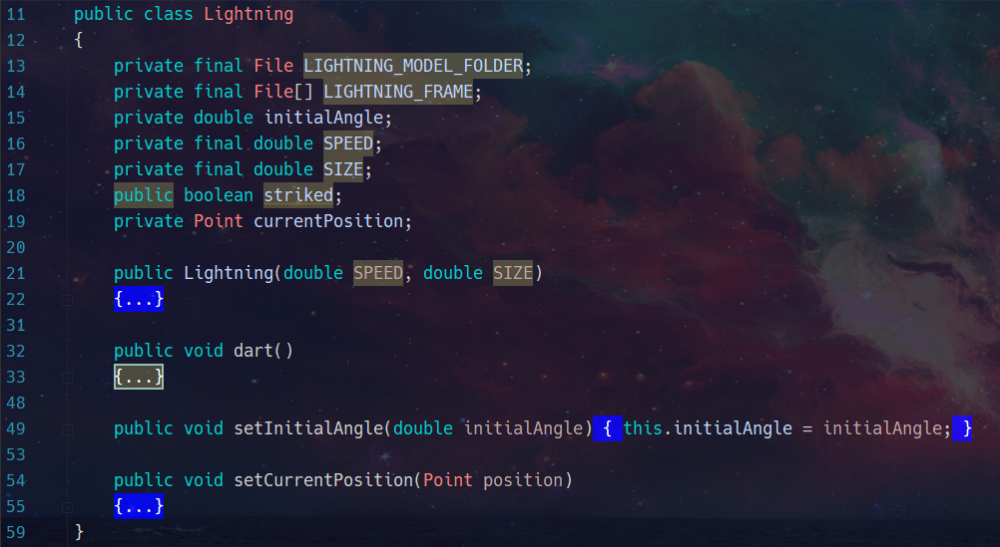 11 public class Lightning
12 {
13 private final File LIGHTNING_MODEL_FOLDER;
14 private final File[] LIGHTNING_FRAME;
15 private double initialAngle;
16 private final double SPEED;
17 private final double SIZE;
18 public boolean striked;
19 private Point currentPosition;
20
21 public Lightning(double SPEED, double SIZE)
22 {...}
31
32 public void dart()
33 {...}
48
49 public void setInitialAngle(double initialAngle) { this.initialAngle = initialAngle; }
53
54 public void setCurrentPosition(Point position)
55 {...}
59 }